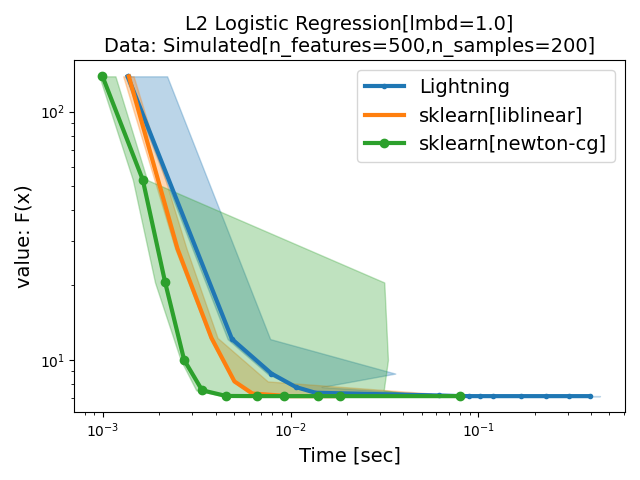 L2 Logistic Regression[lmbd=1.0]
Data: Simulated[n_features=500,n_samples=200]
value: F(x)
10²
10¹
Lightning
sklearn[liblinear]
sklearn[newton-cg]
10⁻³
10⁻²
10⁻¹
Time [sec]